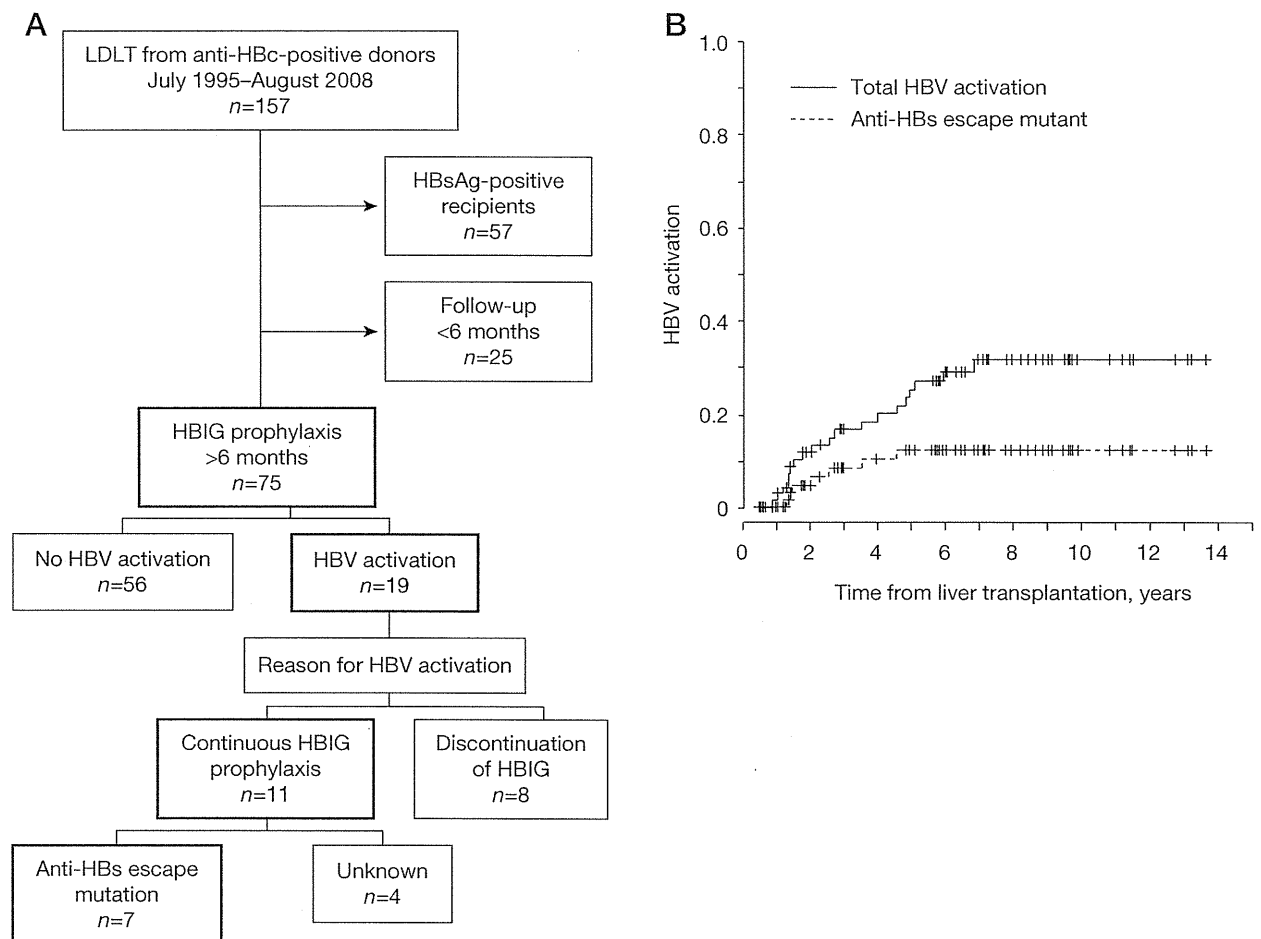 A
LDLT from anti-HBc-positive donors
July 1995–August 2008
n=157
HBsAg-positive
recipients
n=57
Follow-up
<6 months
n=25
HBIG prophylaxis
>6 months
n=75
No HBV activation
n=56
HBV activation
n=19
Reason for HBV activation
Continuous HBIG
prophylaxis
n=11
Discontinuation
of HBIG
n=8
Anti-HBs escape
mutation
n=7
Unknown
n=4
B
1.0
0.8
0.6
0.4
0.2
0
HBV activation
Total HBV activation
Anti-HBs escape mutant
0 2 4 6 8 10 12 14
Time from liver transplantation, years